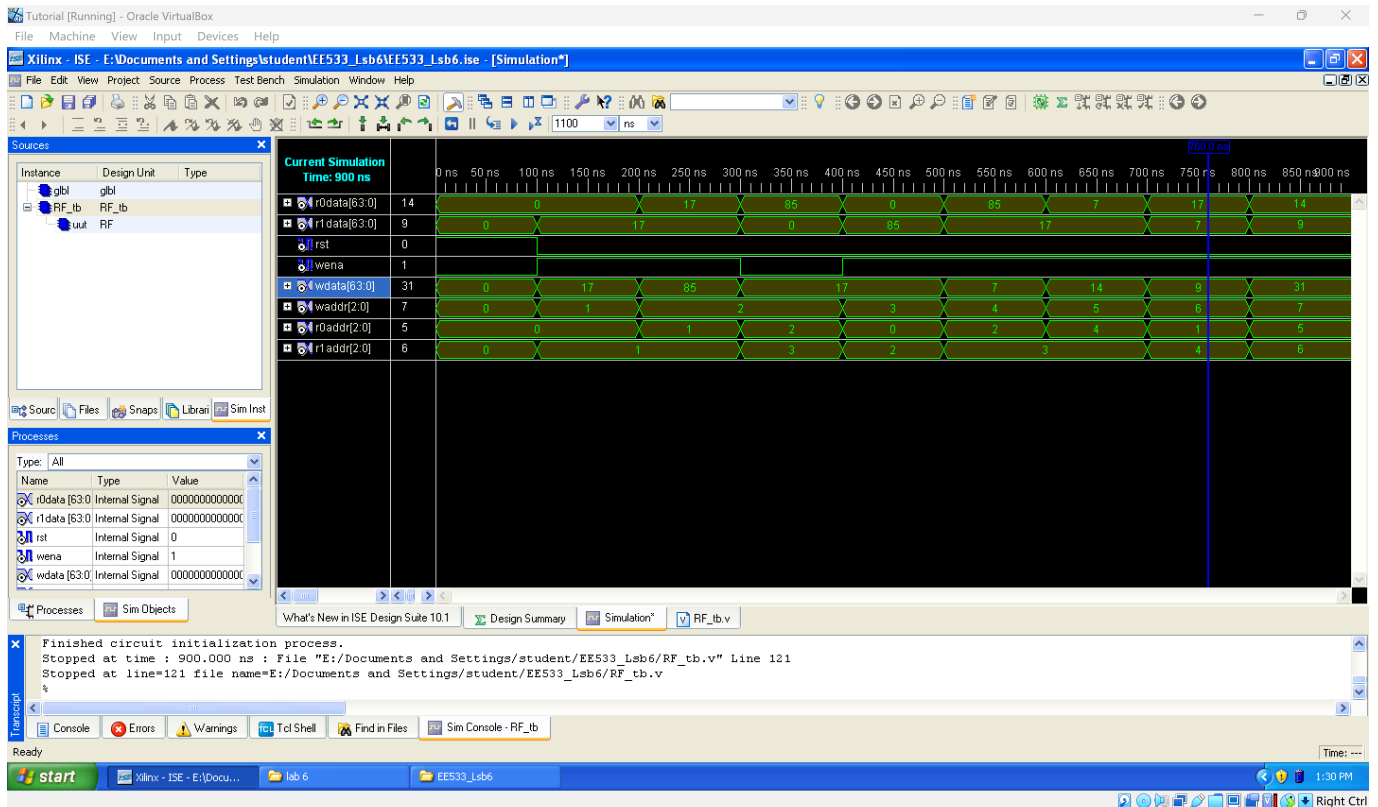 Tutorial [Running] - Oracle VirtualBox
File Machine View Input Devices Help
Xilinx - ISE - E:\Documents and Settings\student\EE533_Lsb6\EE533_Lsb6.ise - [Simulation*]
File Edit View Project Source Process Test Bench Simulation Window Help
1100 ns
Sources
Instance Design Unit Type
glbl glbl
RF_tb RF_tb
uut RF
Sourc Files Snaps Librari Sim Inst
Processes
Type: All
Name Type Value
r0data [63:0 Internal Signal 0000000000000
r1data [63:0 Internal Signal 0000000000000
rst Internal Signal 0
wena Internal Signal 1
wdata [63:0] Internal Signal 0000000000000
Processes Sim Objects
760.0 ns
Current Simulation
Time: 900 ns
0 ns 50 ns 100 ns 150 ns 200 ns 250 ns 300 ns 350 ns 400 ns 450 ns 500 ns 550 ns 600 ns 650 ns 700 ns 750 ns 800 ns 850 ns 900 ns
r0data[63:0] 14 0 17 85 0 85 7 17 14
r1data[63:0] 9 0 17 0 85 17 7 9
rst 0
wena 1
wdata[63:0] 31 0 17 85 17 7 14 9 31
waddr[2:0] 7 0 1 2 3 4 5 6 7
r0addr[2:0] 5 0 1 2 0 2 4 1 5
r1addr[2:0] 6 0 1 3 2 3 4 6
What's New in ISE Design Suite 10.1 Design Summary Simulation* RF_tb.v
Finished circuit initialization process.
Stopped at time : 900.000 ns : File "E:/Documents and Settings/student/EE533_Lsb6/RF_tb.v" Line 121
Stopped at line=121 file name=E:/Documents and Settings/student/EE533_Lsb6/RF_tb.v
%
Transcript
Console Errors Warnings Tcl Shell Find in Files Sim Console - RF_tb
Ready Time: ---
start Xilinx - ISE - E:\Docu... lab 6 EE533_Lsb6 1:30 PM
Right Ctrl